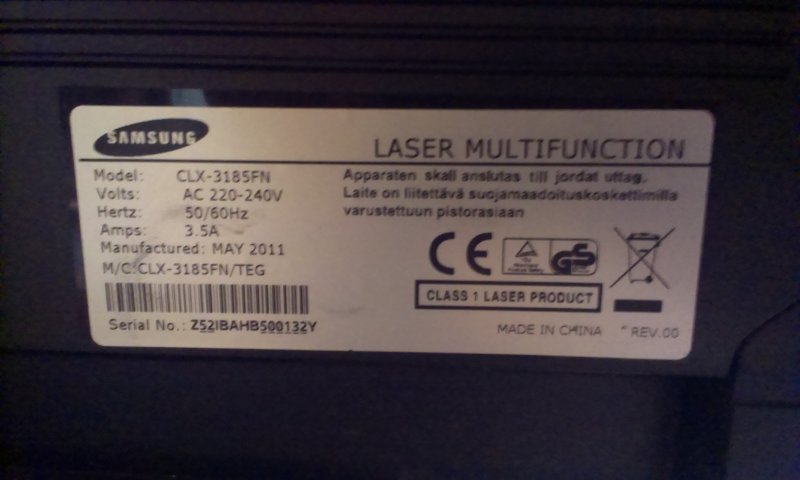 SAMSUNG
LASER MULTIFUNCTION
Model: CLX-3185FN
Volts: AC 220-240V
Hertz: 50/60Hz
Amps: 3.5A
Manufactured: MAY 2011
M/C:CLX-3185FN/TEG
Serial No.: Z52IBAHB500132Y
Apparaten skall anslutas till jordat uttag.
Laite on liitettävä suojamaadoituskoskettimilla
varustettuun pistorasiaan
CE
GS
CLASS 1 LASER PRODUCT
MADE IN CHINA
REV.00